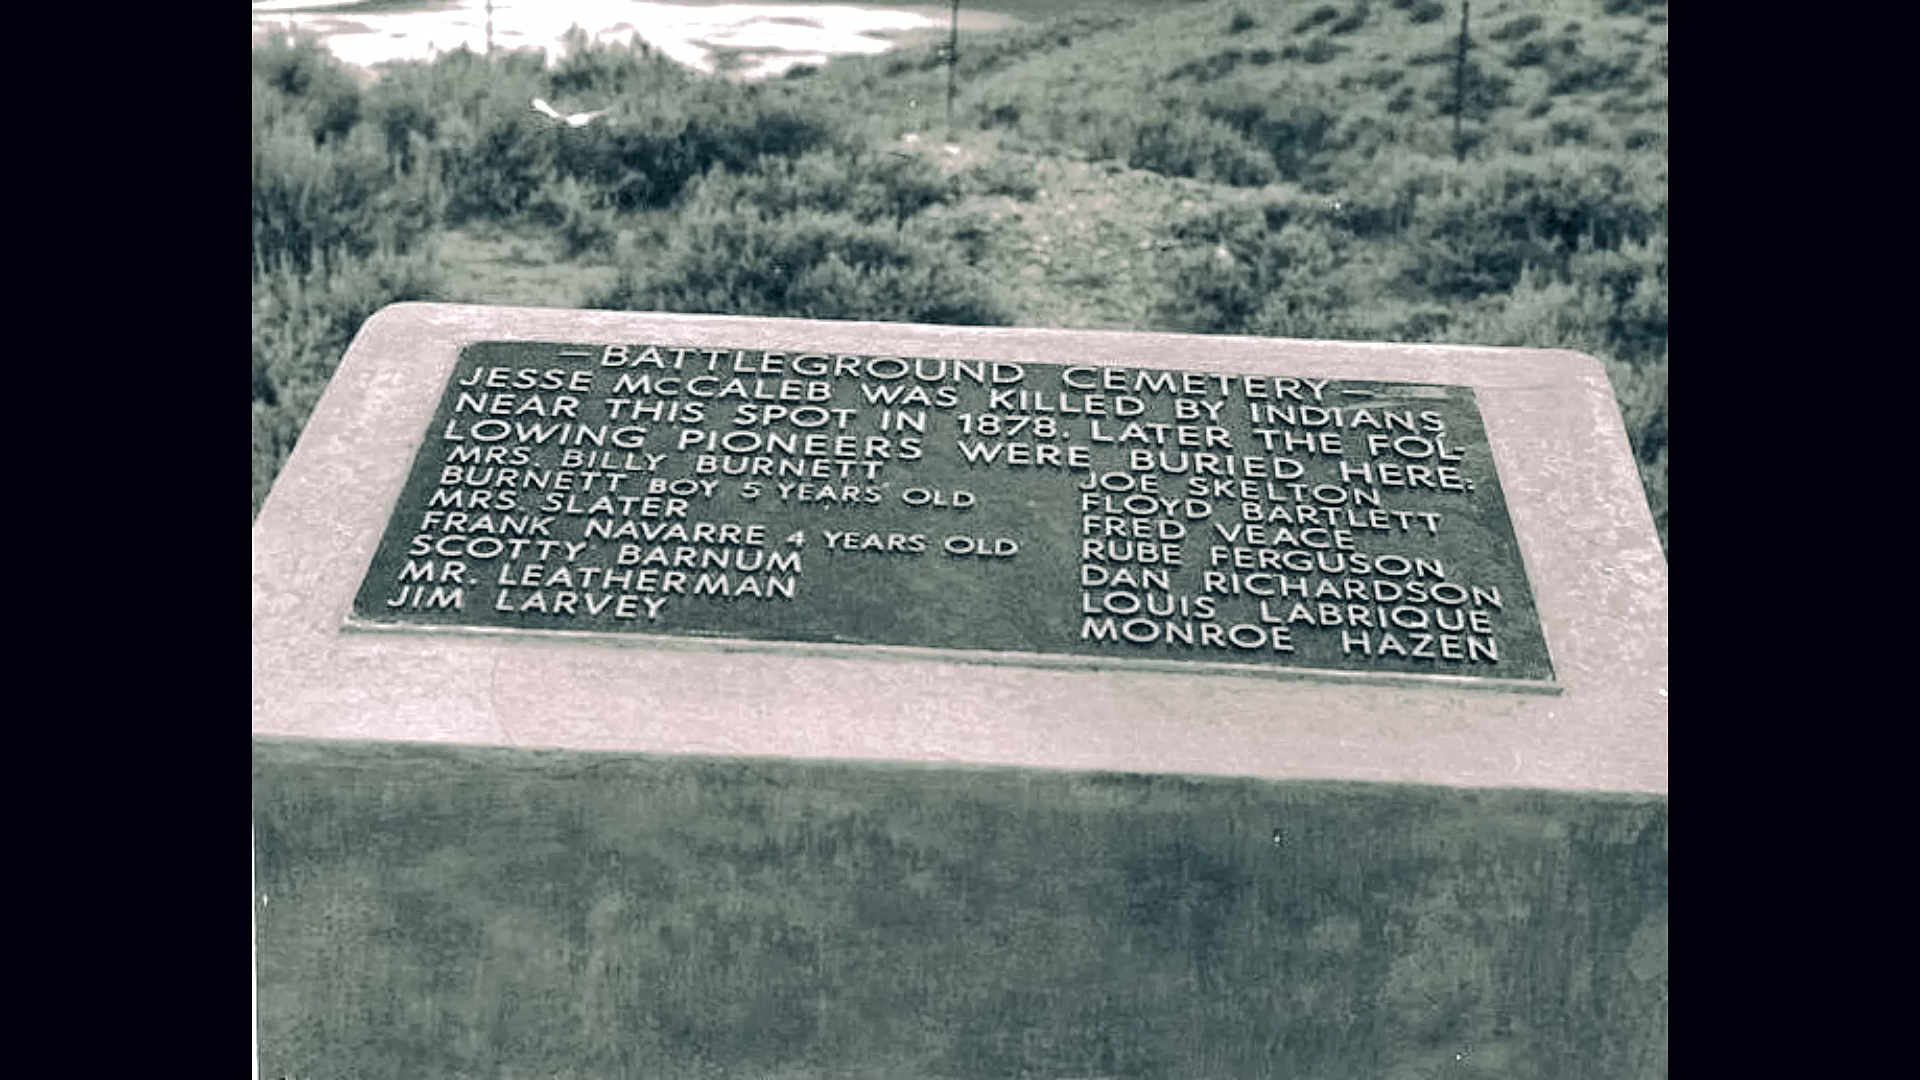 —BATTLEGROUND CEMETERY—
JESSE MCCALEB WAS KILLED BY INDIANS
NEAR THIS SPOT IN 1878. LATER THE FOL-
LOWING PIONEERS WERE BURIED HERE:
MRS. BILLY BURNETT
BURNETT BOY 5 YEARS OLD
MRS SLATER
FRANK NAVARRE 4 YEARS OLD
SCOTTY BARNUM
MR. LEATHERMAN
JIM LARVEY
JOE SKELTON
FLOYD BARTLETT
FRED VEACE
RUBE FERGUSON
DAN RICHARDSON
LOUIS LABRIQUE
MONROE HAZEN